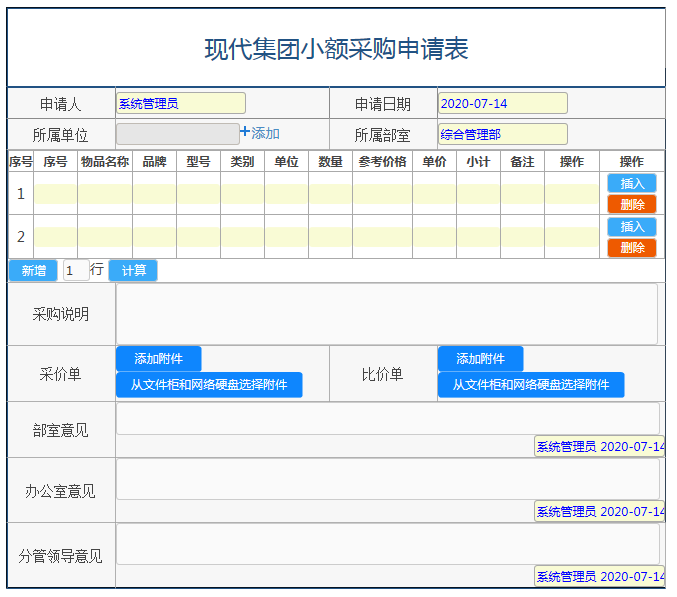 现代集团小额采购申请表
申请人 系统管理员 申请日期 2020-07-14
所属单位 添加 所属部室 综合管理部
序号 序号 物品名称 品牌 型号 类别 单位 数量 参考价格 单价 小计 备注 操作 操作
1 插入
删除
2 插入
删除
新增 1 行 计算
采购说明
采价单 添加附件 比价单 添加附件
从文件柜和网络硬盘选择附件 从文件柜和网络硬盘选择附件
部室意见
系统管理员 2020-07-14
办公室意见
系统管理员 2020-07-14
分管领导意见
系统管理员 2020-07-14